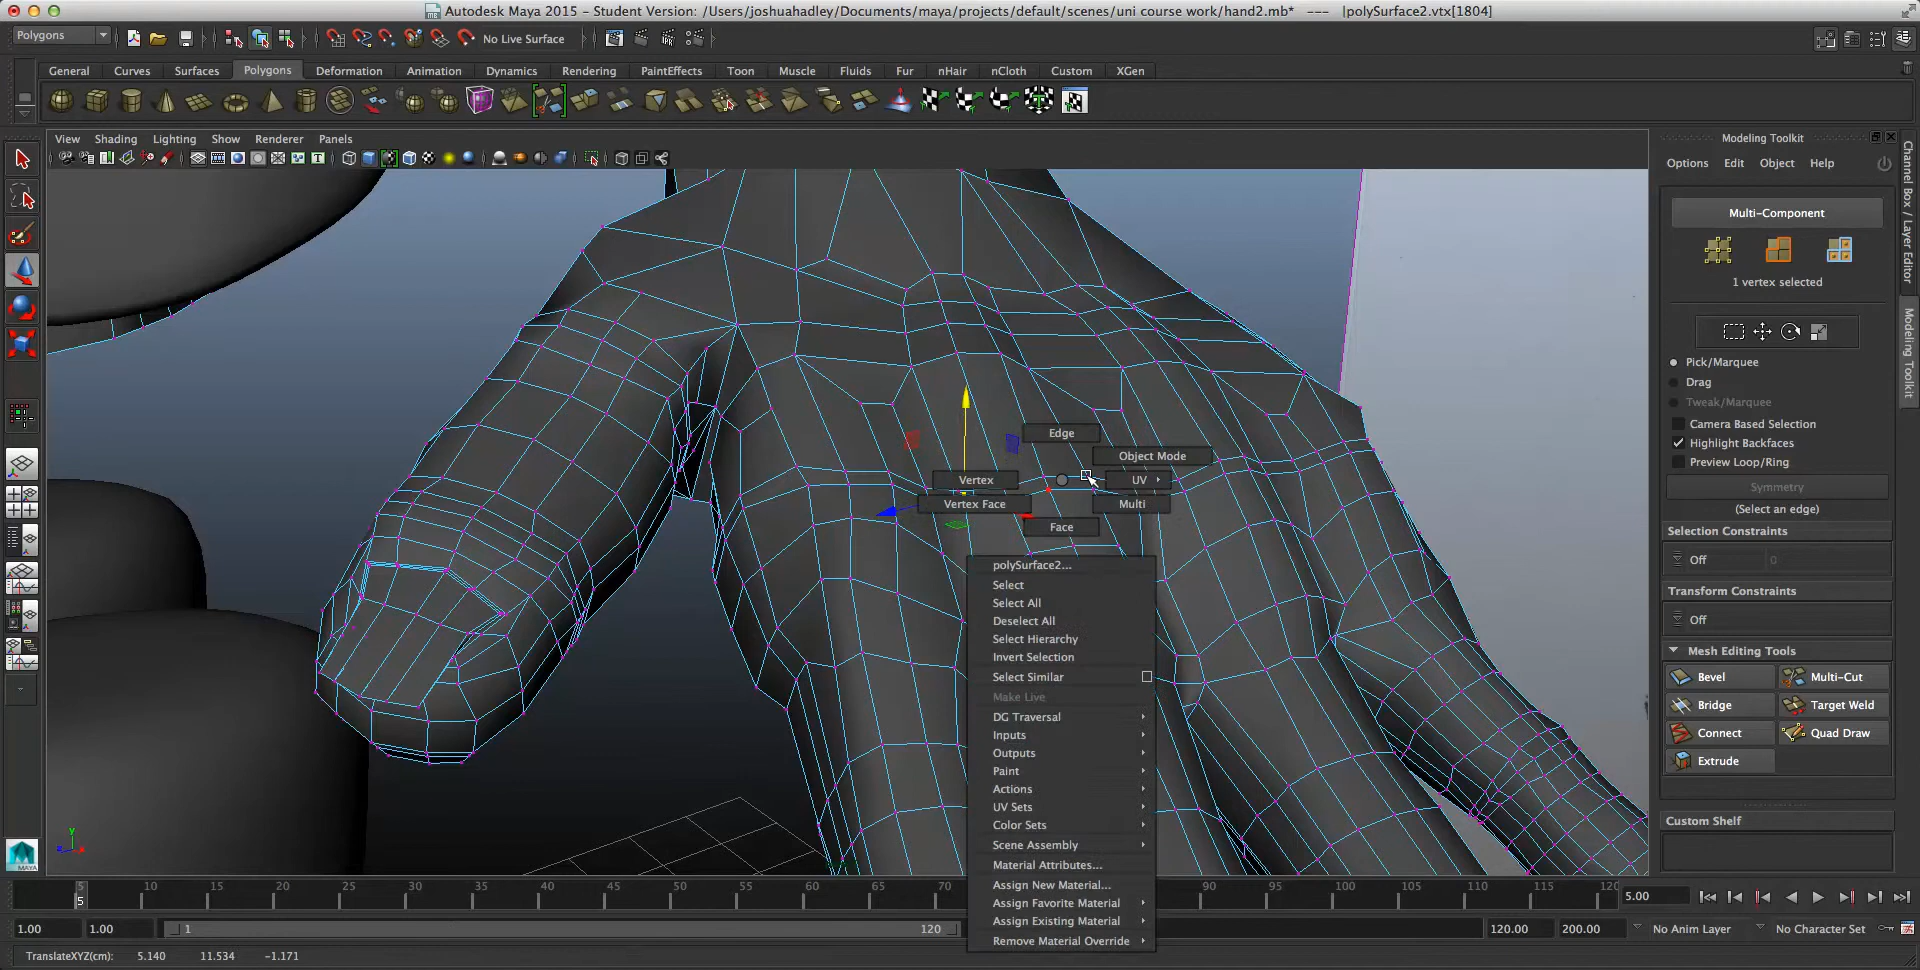 Autodesk Maya 2015 - Student Version: /Users/joshuahadley/Documents/maya/projects/default/scenes/uni course work/hand2.mb* --- |polySurface2.vtx[1804]
Polygons
No Live Surface
General Curves Surfaces Polygons Deformation Animation Dynamics Rendering PaintEffects Toon Muscle Fluids Fur nHair nCloth Custom XGen
View Shading Lighting Show Renderer Panels
Modeling Toolkit
Options Edit Object Help
Multi-Component
1 vertex selected
Pick/Marquee
Drag
Tweak/Marquee
Camera Based Selection
Highlight Backfaces
Preview Loop/Ring
Symmetry
(Select an edge)
Selection Constraints
Off 0
Transform Constraints
Off
Mesh Editing Tools
Bevel Multi-Cut
Bridge Target Weld
Connect Quad Draw
Extrude
Custom Shelf
Channel Box / Layer Editor
Modeling Toolkit
Edge
Object Mode
Vertex UV
Vertex Face Multi
Face
polySurface2...
Select
Select All
Deselect All
Select Hierarchy
Invert Selection
Select Similar
Make Live
DG Traversal
Inputs
Outputs
Paint
Actions
UV Sets
Color Sets
Scene Assembly
Material Attributes...
Assign New Material...
Assign Favorite Material
Assign Existing Material
Remove Material Override
y
MAYA
5 10 15 20 25 30 35 40 45 50 55 60 65 70 90 95 100 105 110 115 120
5
5.00
1.00 1.00 1 120 120.00 200.00 No Anim Layer No Character Set
TranslateXYZ(cm): 5.140 11.534 -1.171